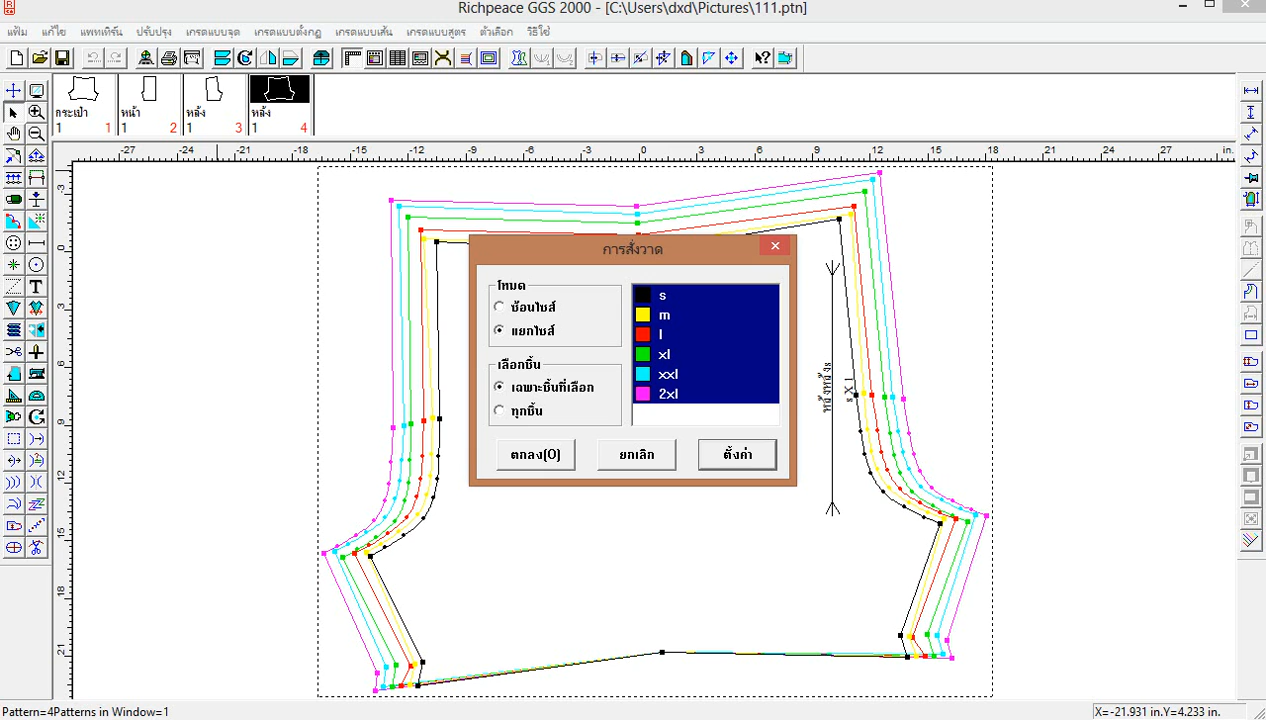 Richpeace GGS 2000 - [C:\Users\dxd\Pictures\111.ptn]
แฟ้ม แก้ไข แพทเทิร์น ปรับปรุง เกรดแบบจุด เกรดแบบตั้งกฎ เกรดแบบเส้น เกรดแบบสูตร ตัวเลือก วิธีใช้
กระเป๋า หน้า หลัง หลัง
1 1 1 2 1 3 1 4
-27 -24 -21 -18 -15 -12 -9 -6 -3 0 3 6 9 12 15 18 21 24 27 in.
-3
0
3
6
9
12
15
18
21
การสั่งวาด
โหมด
ซ้อนไซส์
แยกไซส์
เลือกชิ้น
เฉพาะชิ้นที่เลือก
ทุกชิ้น
s
m
l
xl
xxl
2xl
ตกลง(O) ยกเลิก ตั้งค่า
s X 1
Pattern=4Patterns in Window=1
X=-21.931 in.Y=4.233 in.